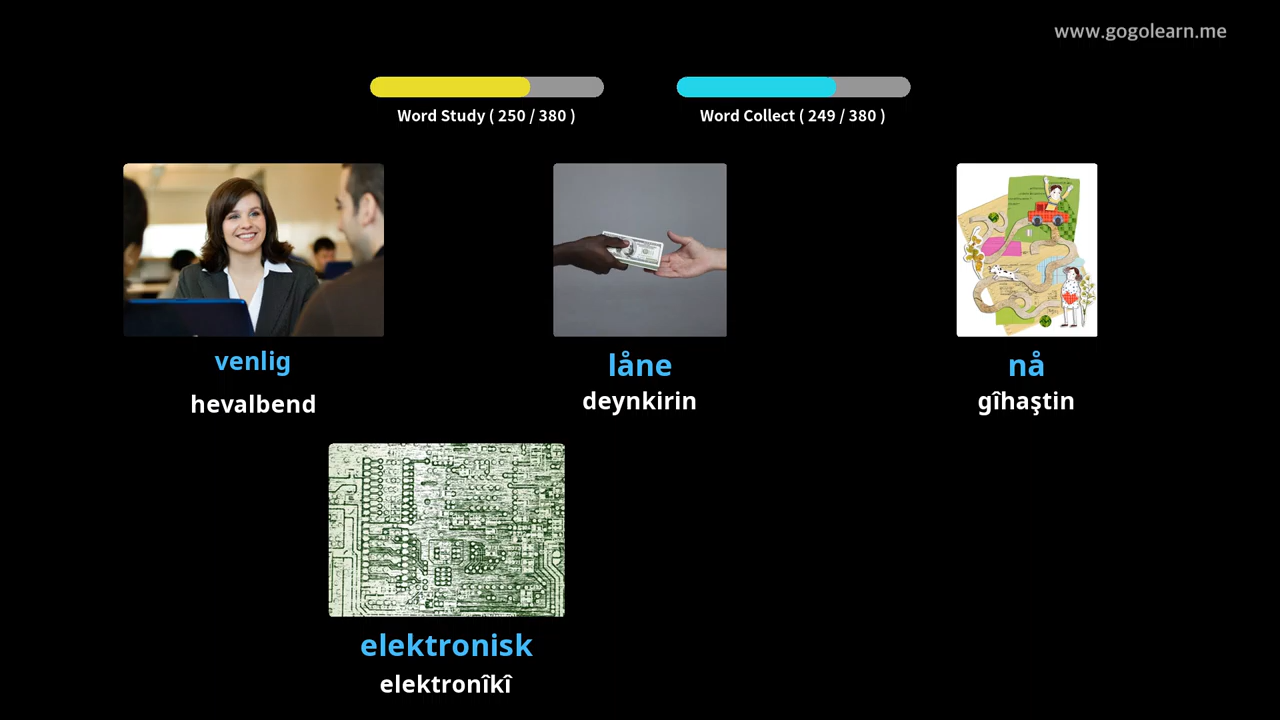 www.gogolearn.me
Word Study ( 250 / 380 )
Word Collect ( 249 / 380 )
venlig
låne
nå
hevalbend
deynkirin
gîhaştin
elektronisk
elektronîkî